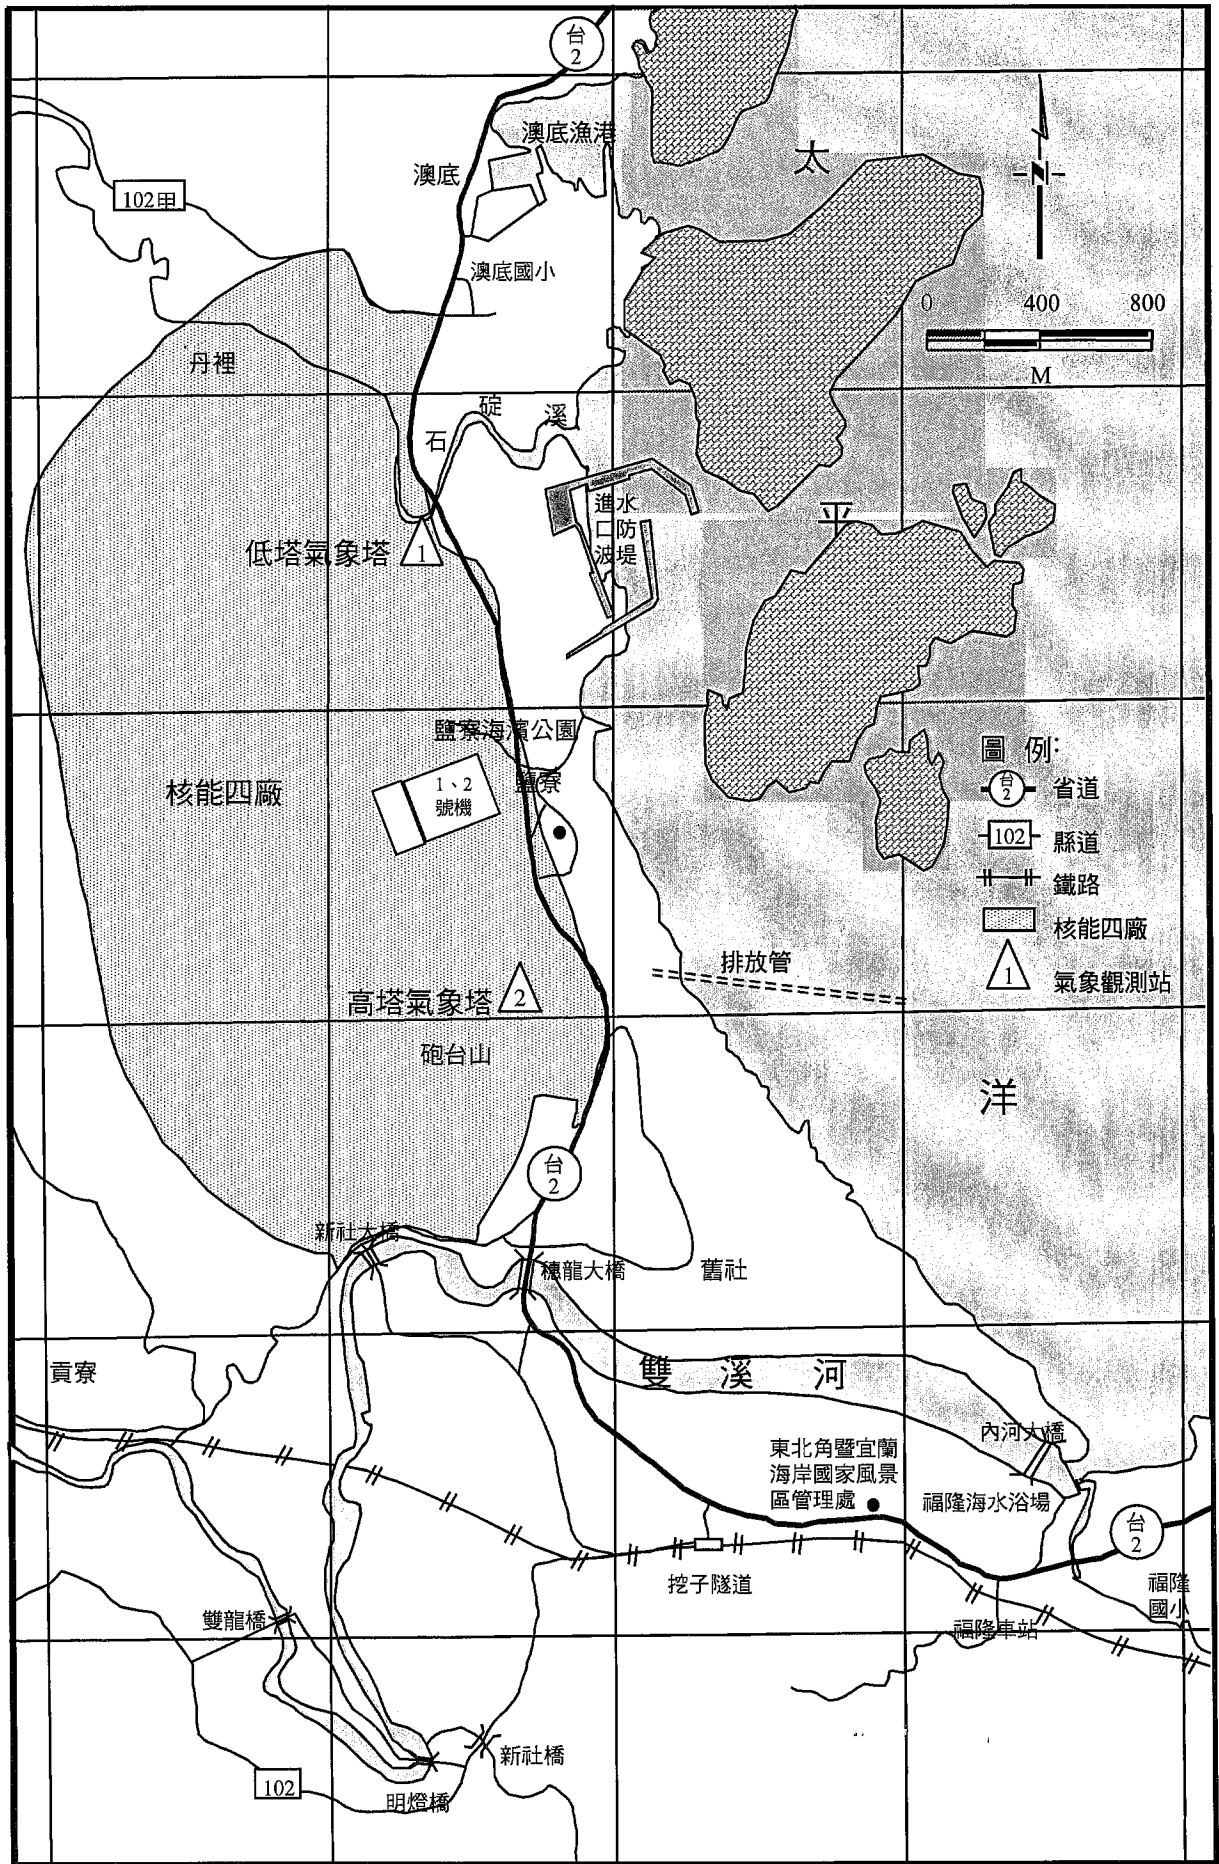 台
2
澳底漁港
太
澳底
102甲
N
澳底國小
0 400 800
M
丹裡
碇
溪
石
進水
口防
波堤
平
低塔氣象塔
1
鹽寮海濱公園
鹽寮
圖 例:
台
2
省道
核能四廠
1、2
號機
102
縣道
鐵路
核能四廠
1
氣象觀測站
排放管
高塔氣象塔
2
砲台山
洋
台
2
新社大橋
穗龍大橋
舊社
貢寮
雙 溪 河
內河大橋
東北角暨宜蘭
海岸國家風景
區管理處
福隆海水浴場
台
2
挖子隧道
福隆
國小
雙龍橋
福隆車站
新社橋
102
明燈橋